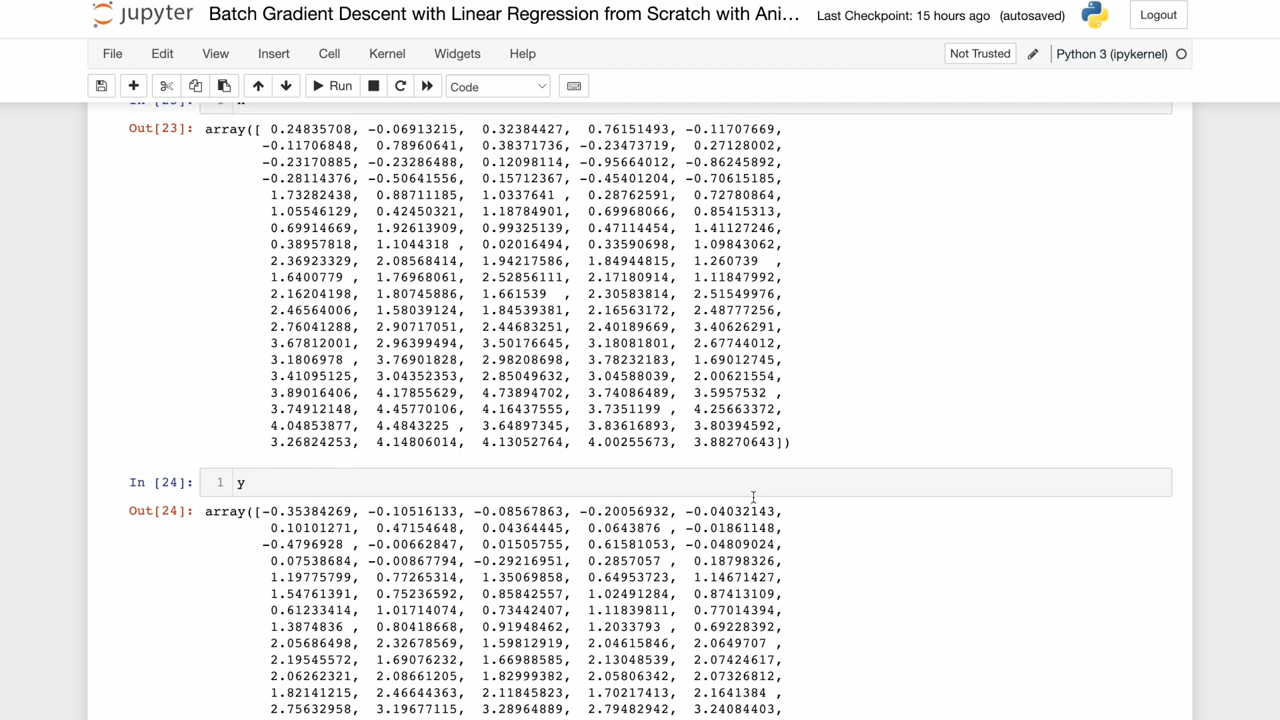 jupyter Batch Gradient Descent with Linear Regression from Scratch with Ani... Last Checkpoint: 15 hours ago (autosaved) Logout
File Edit View Insert Cell Kernel Widgets Help Not Trusted Python 3 (ipykernel)
Run Code
Out[23]: array([ 0.24835708, -0.06913215, 0.32384427, 0.76151493, -0.11707669,
-0.11706848, 0.78960641, 0.38371736, -0.23473719, 0.27128002,
-0.23170885, -0.23286488, 0.12098114, -0.95664012, -0.86245892,
-0.28114376, -0.50641556, 0.15712367, -0.45401204, -0.70615185,
1.73282438, 0.88711185, 1.0337641 , 0.28762591, 0.72780864,
1.05546129, 0.42450321, 1.18784901, 0.69968066, 0.85415313,
0.69914669, 1.92613909, 0.99325139, 0.47114454, 1.41127246,
0.38957818, 1.1044318 , 0.02016494, 0.33590698, 1.09843062,
2.36923329, 2.08568414, 1.94217586, 1.84944815, 1.260739 ,
1.6400779 , 1.76968061, 2.52856111, 2.17180914, 1.11847992,
2.16204198, 1.80745886, 1.661539 , 2.30583814, 2.51549976,
2.46564006, 1.58039124, 1.84539381, 2.16563172, 2.48777256,
2.76041288, 2.90717051, 2.44683251, 2.40189669, 3.40626291,
3.67812001, 2.96399494, 3.50176645, 3.18081801, 2.67744012,
3.1806978 , 3.76901828, 2.98208698, 3.78232183, 1.69012745,
3.41095125, 3.04352353, 2.85049632, 3.04588039, 2.00621554,
3.89016406, 4.17855629, 4.73894702, 3.74086489, 3.5957532 ,
3.74912148, 4.45770106, 4.16437555, 3.7351199 , 4.25663372,
4.04853877, 4.4843225 , 3.64897345, 3.83616893, 3.80394592,
3.26824253, 4.14806014, 4.13052764, 4.00255673, 3.88270643])
In [24]: 1 y
Out[24]: array([-0.35384269, -0.10516133, -0.08567863, -0.20056932, -0.04032143,
0.10101271, 0.47154648, 0.04364445, 0.0643876 , -0.01861148,
-0.4796928 , -0.00662847, 0.01505755, 0.61581053, -0.04809024,
0.07538684, -0.00867794, -0.29216951, 0.2857057 , 0.18798326,
1.19775799, 0.77265314, 1.35069858, 0.64953723, 1.14671427,
1.54761391, 0.75236592, 0.85842557, 1.02491284, 0.87413109,
0.61233414, 1.01714074, 0.73442407, 1.11839811, 0.77014394,
1.3874836 , 0.80418668, 0.91948462, 1.2033793 , 0.69228392,
2.05686498, 2.32678569, 1.59812919, 2.04615846, 2.0649707 ,
2.19545572, 1.69076232, 1.66988585, 2.13048539, 2.07424617,
2.06262321, 2.08661205, 1.82999382, 2.05806342, 2.07326812,
1.82141215, 2.46644363, 2.11845823, 1.70217413, 2.1641384 ,
2.75632958, 3.19677115, 3.28964889, 2.79482942, 3.24084403,